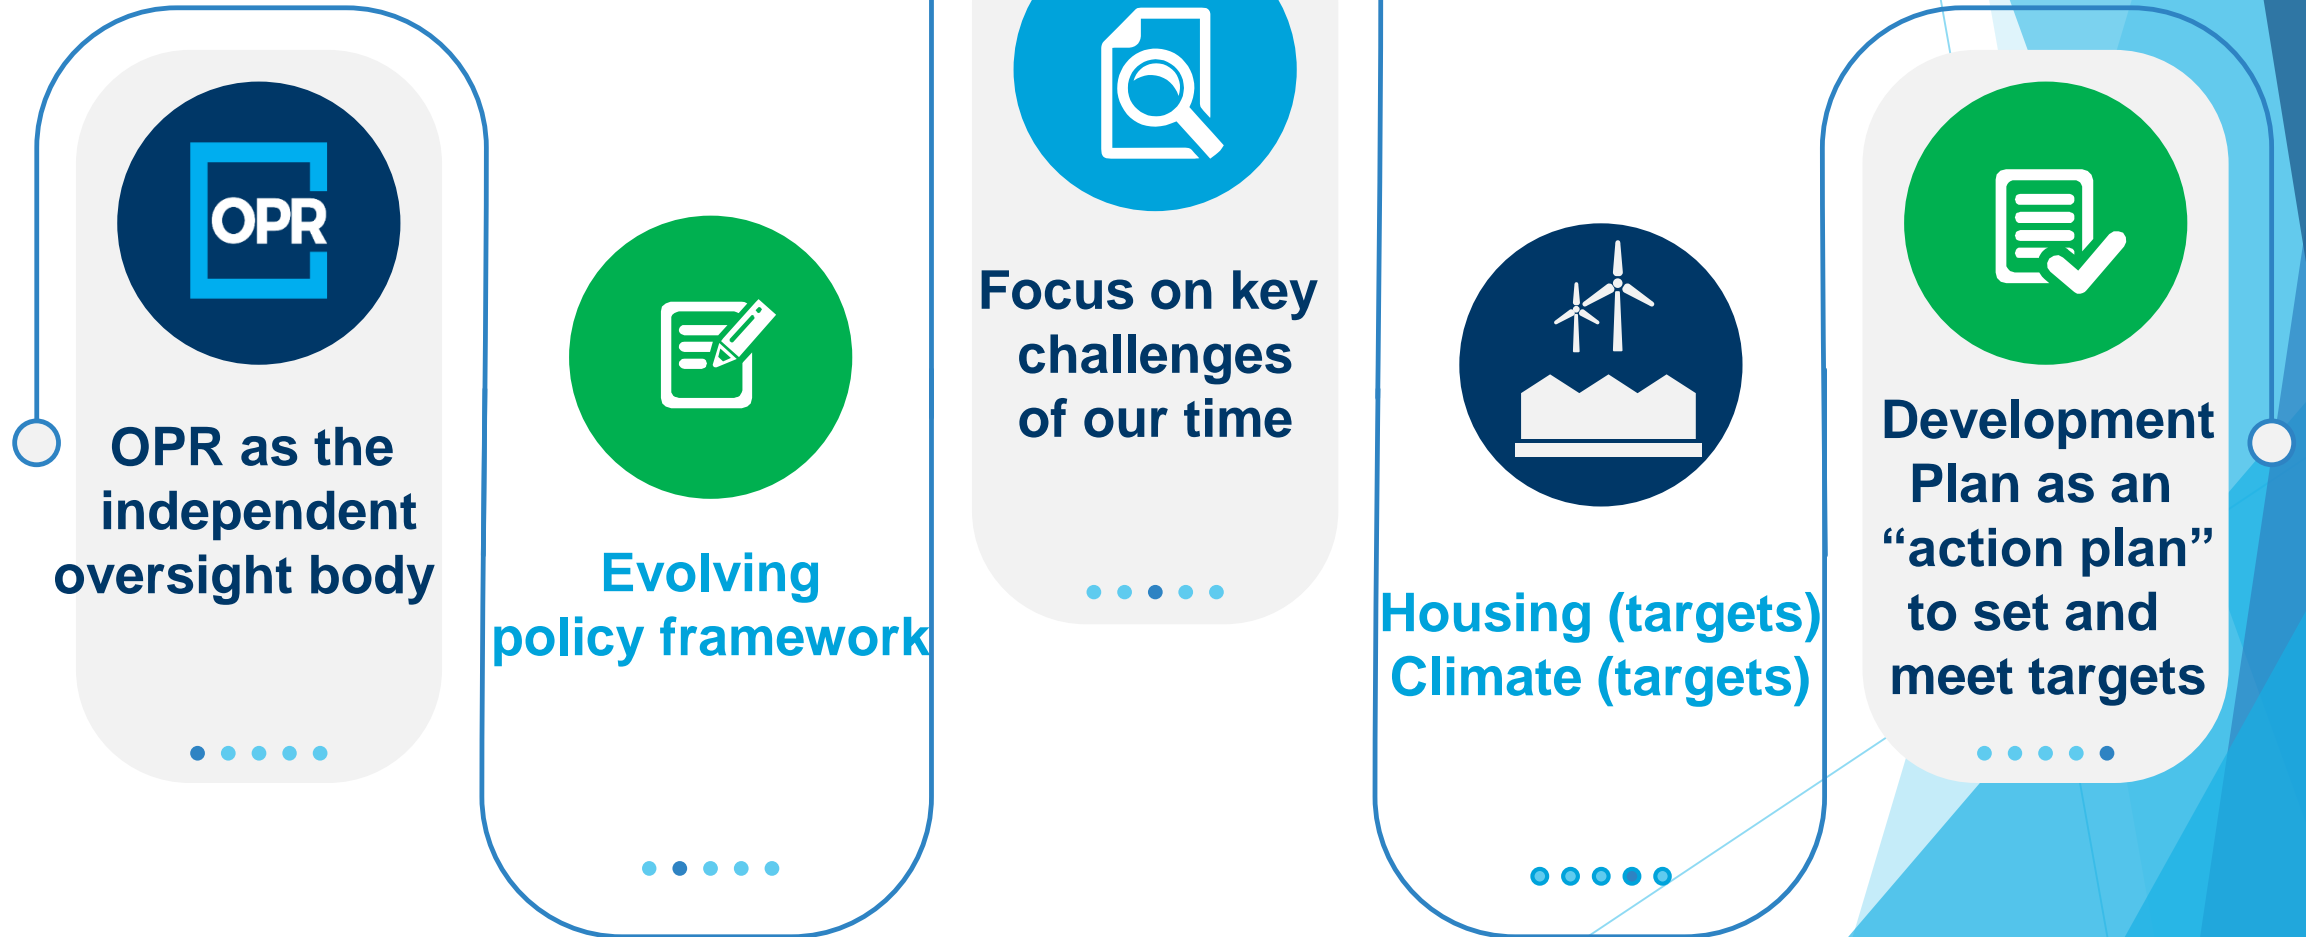 OPR
OPR as the
independent
oversight body
Evolving
policy framework
Focus on key
challenges
of our time
Housing (targets)
Climate (targets)
Development
Plan as an
“action plan”
to set and
meet targets